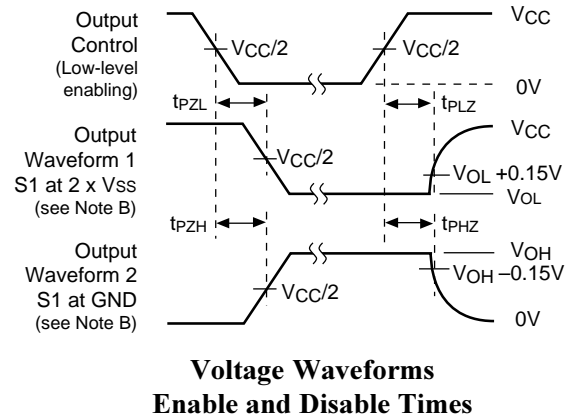 Output
Control
(Low-level
enabling)
VCC/2
VCC/2
VCC
0V
tPZL
tPLZ
Output
Waveform 1
S1 at 2 x VSS
(see Note B)
VCC/2
VCC
VOL +0.15V
VOL
tPZH
tPHZ
Output
Waveform 2
S1 at GND
(see Note B)
VCC/2
VOH
VOH –0.15V
0V
Voltage Waveforms
Enable and Disable Times